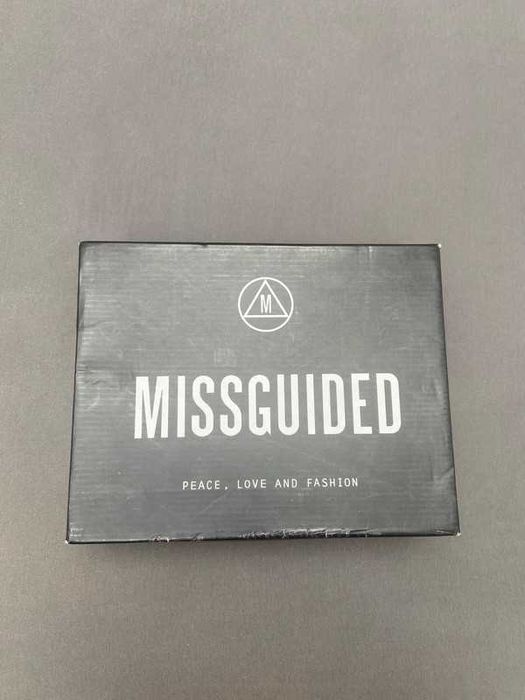 M
MISSGUIDED
PEACE, LOVE AND FASHION